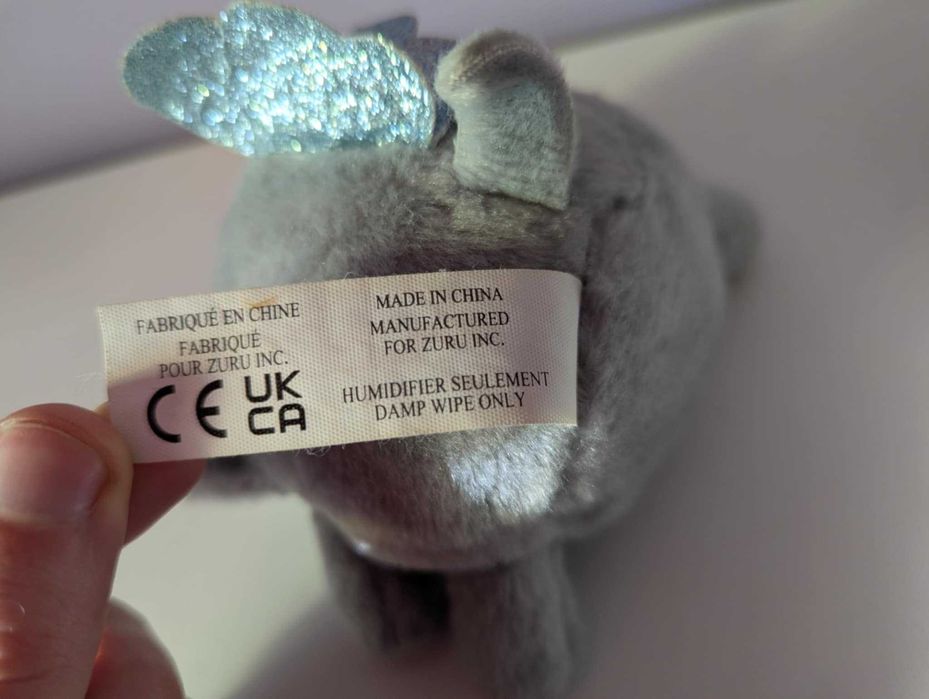 FABRIQUÉ EN CHINE
FABRIQUÉ
POUR ZURU INC.
CE UK
CA
MADE IN CHINA
MANUFACTURED
FOR ZURU INC.
HUMIDIFIER SEULEMENT
DAMP WIPE ONLY